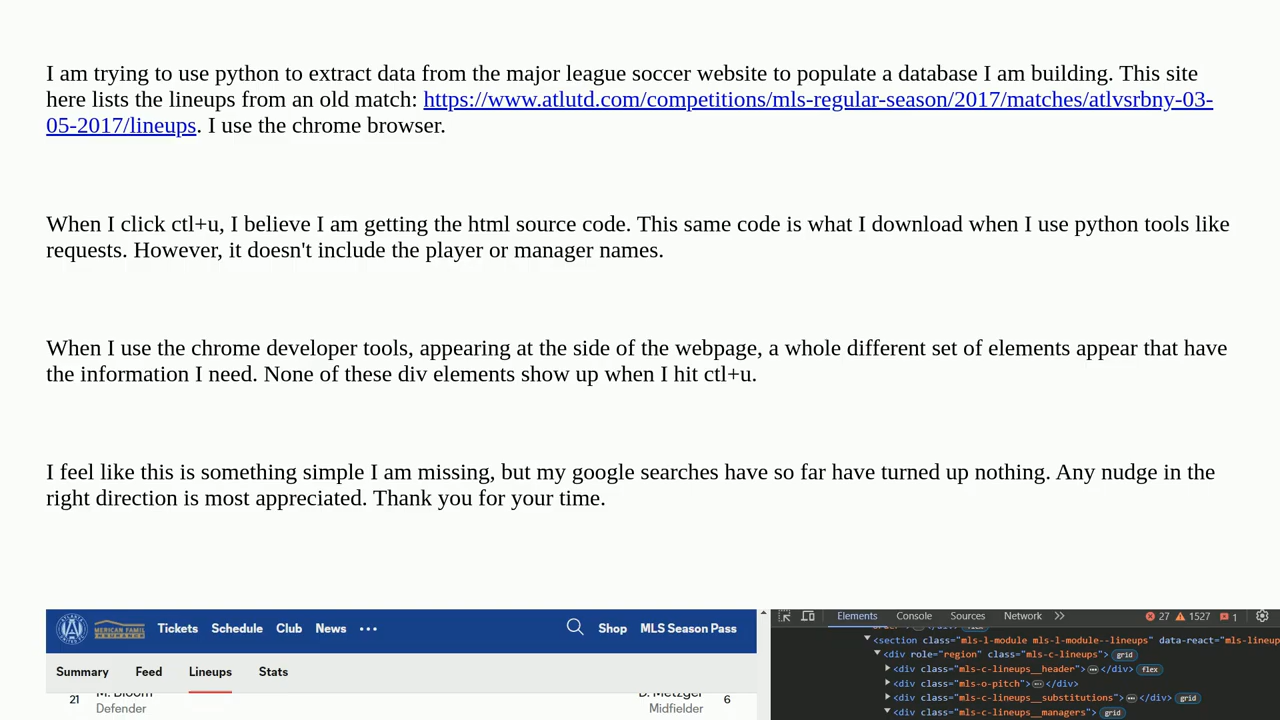 I am trying to use python to extract data from the major league soccer website to populate a database I am building. This site
here lists the lineups from an old match: https://www.atlutd.com/competitions/mls-regular-season/2017/matches/atlvsrbny-03-
05-2017/lineups. I use the chrome browser.
When I click ctl+u, I believe I am getting the html source code. This same code is what I download when I use python tools like
requests. However, it doesn't include the player or manager names.
When I use the chrome developer tools, appearing at the side of the webpage, a whole different set of elements appear that have
the information I need. None of these div elements show up when I hit ctl+u.
I feel like this is something simple I am missing, but my google searches have so far have turned up nothing. Any nudge in the
right direction is most appreciated. Thank you for your time.
Tickets Schedule Club News ••• Shop MLS Season Pass
Summary Feed Lineups Stats
21 M. Bloom D. Metzger 6
Defender Midfielder
Elements Console Sources Network >> 27 1527 1
<section class="mls-l-module mls-l-module--lineups" data-react="mls-lineup
<div role="region" class="mls-c-lineups"> grid
<div class="mls-c-lineups__header"> ••• </div> flex
<div class="mls-o-pitch"> ••• </div>
<div class="mls-c-lineups__substitutions"> ••• </div> grid
<div class="mls-c-lineups__managers"> grid